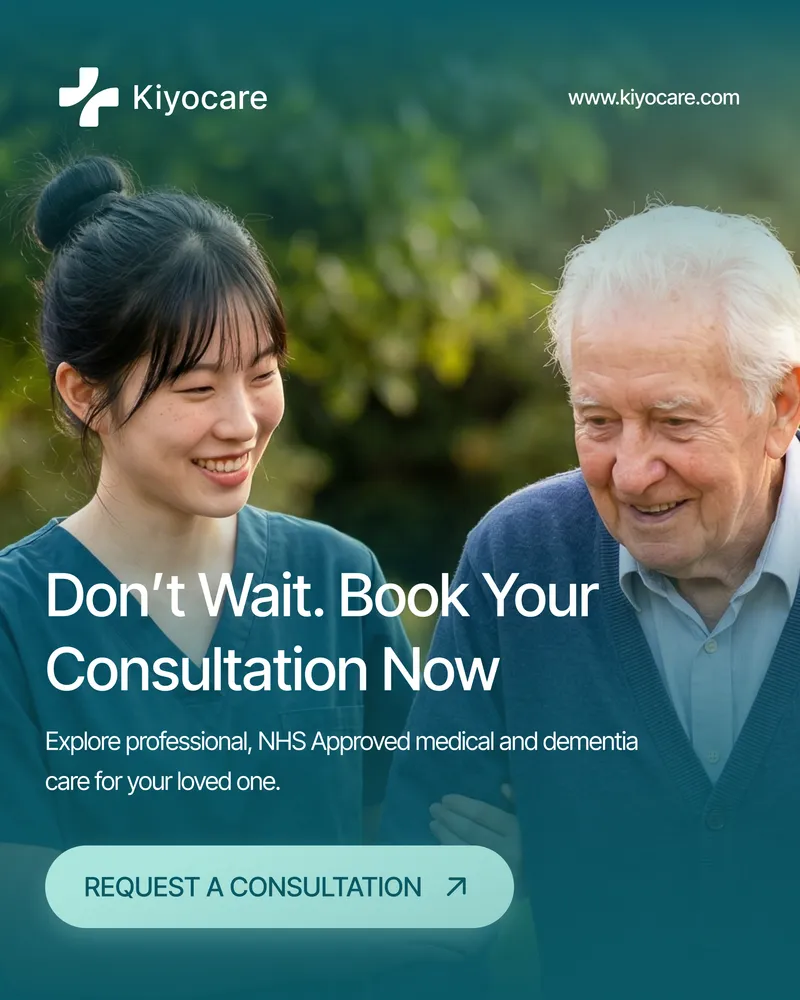 Kiyocare
www.kiyocare.com
Don’t Wait. Book Your
Consultation Now
Explore professional, NHS Approved medical and dementia
care for your loved one.
REQUEST A CONSULTATION